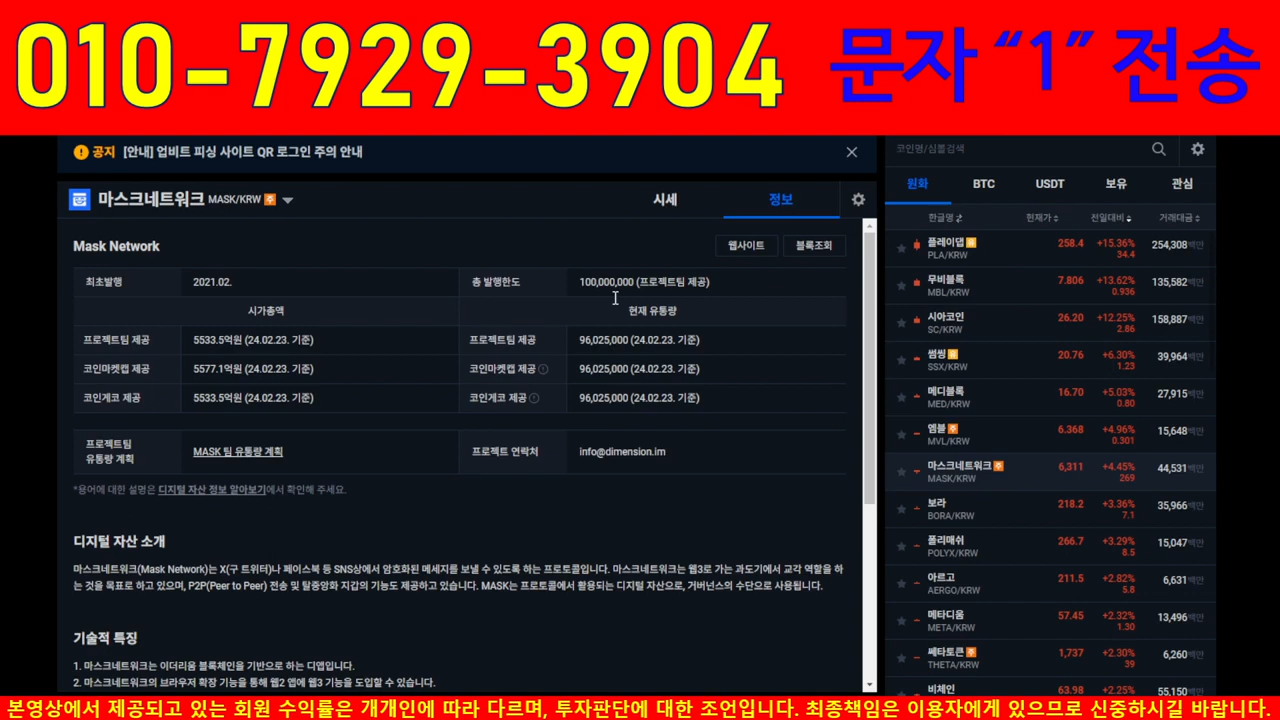 010-7929-3904 문자 “1” 전송
공지 [안내] 업비트 피싱 사이트 QR 로그인 주의 안내
마스크네트워크 MASK/KRW 주 시세 정보
Mask Network 웹사이트 블록조회
최초발행 2021.02. 총 발행한도 100,000,000 (프로젝트팀 제공)
시가총액 현재 유통량
프로젝트팀 제공 5533.5억원 (24.02.23. 기준) 프로젝트팀 제공 96,025,000 (24.02.23. 기준)
코인마켓캡 제공 5577.1억원 (24.02.23. 기준) 코인마켓캡 제공 96,025,000 (24.02.23. 기준)
코인게코 제공 5533.5억원 (24.02.23. 기준) 코인게코 제공 96,025,000 (24.02.23. 기준)
프로젝트팀
유통량 계획 MASK 팀 유통량 계획 프로젝트 연락처 info@dimension.im
*용어에 대한 설명은 디지털 자산 정보 알아보기에서 확인해 주세요.
디지털 자산 소개
마스크네트워크(Mask Network)는 X(구 트위터)나 페이스북 등 SNS상에서 암호화된 메세지를 보낼 수 있도록 하는 프로토콜입니다. 마스크네트워크는 웹3로 가는 과도기에서 교각 역할을 하
는 것을 목표로 하고 있으며, P2P(Peer to Peer) 전송 및 탈중앙화 지갑의 기능도 제공하고 있습니다. MASK는 프로토콜에서 활용되는 디지털 자산으로, 거버넌스의 수단으로 사용됩니다.
기술적 특징
1. 마스크네트워크는 이더리움 블록체인을 기반으로 하는 디앱입니다.
2. 마스크네트워크의 브라우저 확장 기능을 통해 웹2 앱에 웹3 기능을 도입할 수 있습니다.
코인명/심볼검색
원화 BTC USDT 보유 관심
한글명 현재가 전일대비 거래대금
플레이댑 유 258.4 +15.36% 254,308백만
PLA/KRW 34.4
무비블록 7.806 +13.62% 135,582백만
MBL/KRW 0.936
시아코인 26.20 +12.25% 158,887백만
SC/KRW 2.86
썸씽 유 20.76 +6.30% 39,964백만
SSX/KRW 1.23
메디블록 16.70 +5.03% 27,915백만
MED/KRW 0.80
엠블 주 6.368 +4.96% 15,648백만
MVL/KRW 0.301
마스크네트워크 주 6,311 +4.45% 44,531백만
MASK/KRW 269
보라 218.2 +3.36% 35,966백만
BORA/KRW 7.1
폴리매쉬 266.7 +3.29% 15,047백만
POLYX/KRW 8.5
아르고 211.5 +2.82% 6,631백만
AERGO/KRW 5.8
메타디움 57.45 +2.32% 13,496백만
META/KRW 1.30
쎄타토큰 주 1,737 +2.30% 6,260백만
THETA/KRW 39
비체인 63.98 +2.25% 55,150백만
본영상에서 제공되고 있는 회원 수익률은 개개인에 따라 다르며, 투자판단에 대한 조언입니다. 최종책임은 이용자에게 있으므로 신중하시길 바랍니다.